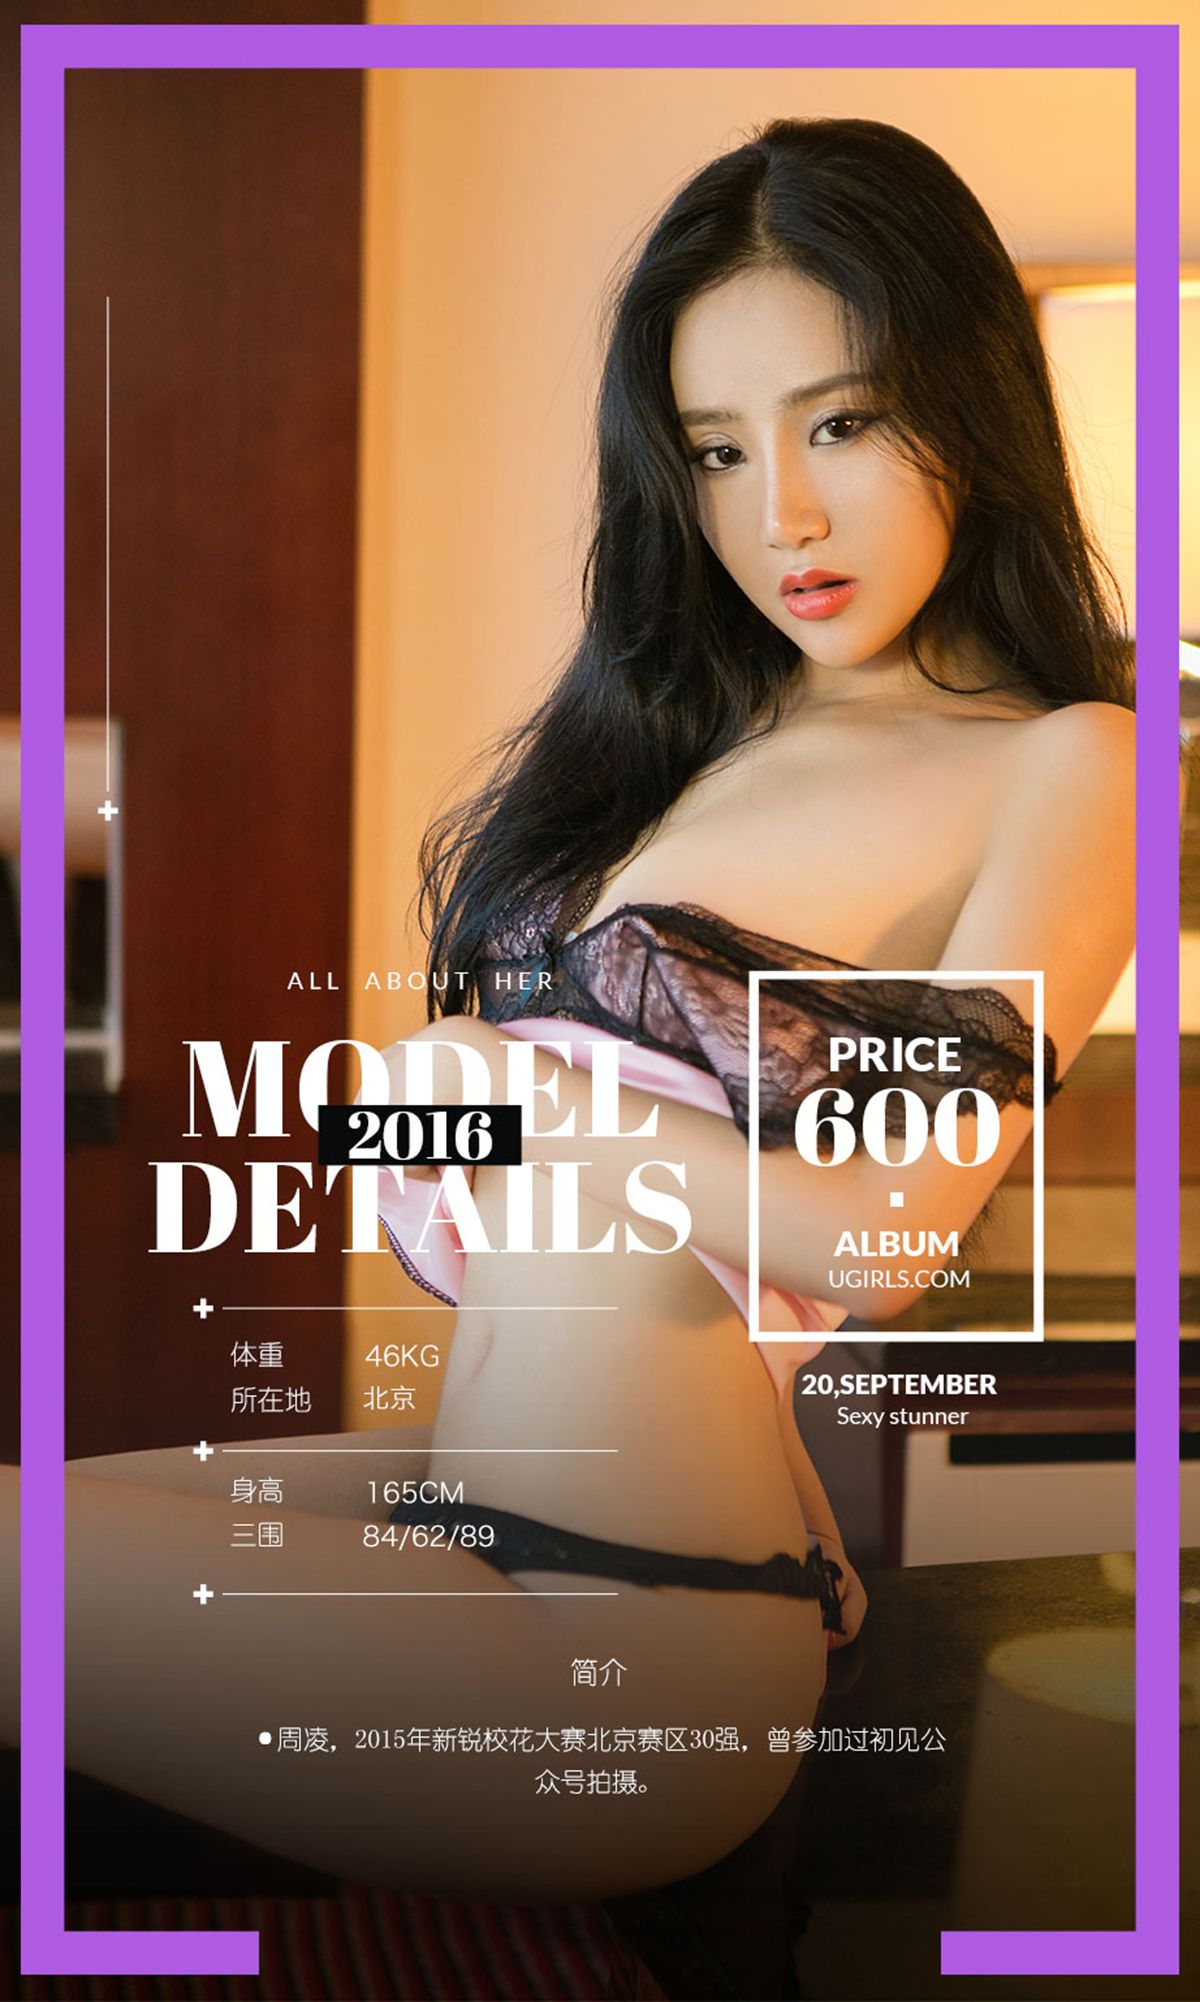 ALL ABOUT HER
MODEL
2016
DETAILS
PRICE
600
ALBUM
UGIRLS.COM
20,SEPTEMBER
Sexy stunner
体重 46KG
所在地 北京
身高 165CM
三围 84/62/89
简介
●周凌，2015年新锐校花大赛北京赛区30强，曾参加过初见公
众号拍摄。